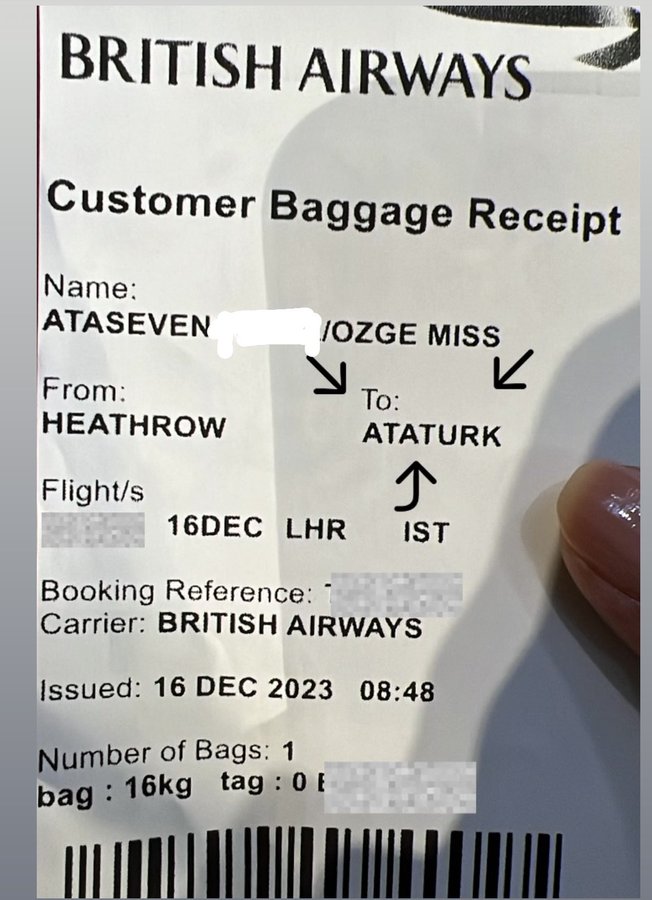 BRITISH AIRWAYS
Customer Baggage Receipt
Name:
ATASEVEN /OZGE MISS
From: To:
HEATHROW ATATURK
Flight/s
16DEC LHR IST
Booking Reference:
Carrier: BRITISH AIRWAYS
Issued: 16 DEC 2023 08:48
Number of Bags: 1
bag : 16kg tag : 0